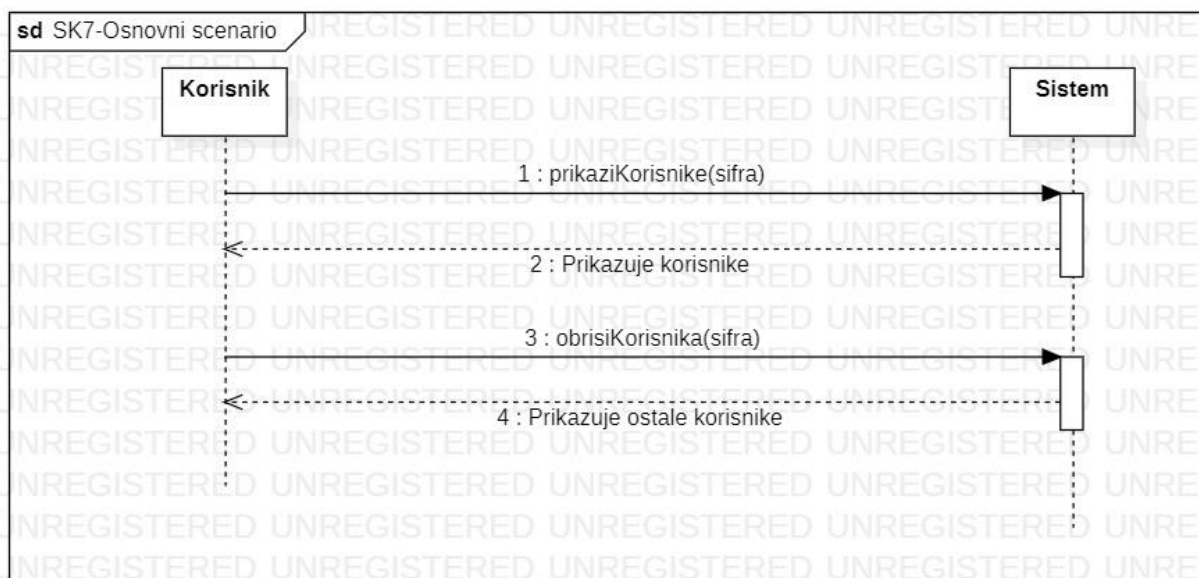 sd SK7-Osnovni scenario
Korisnik
Sistem
1 : prikaziKorisnike(sifra)
2 : Prikazuje korisnike
3 : obrisiKorisnika(sifra)
4 : Prikazuje ostale korisnike
UNREGISTERED